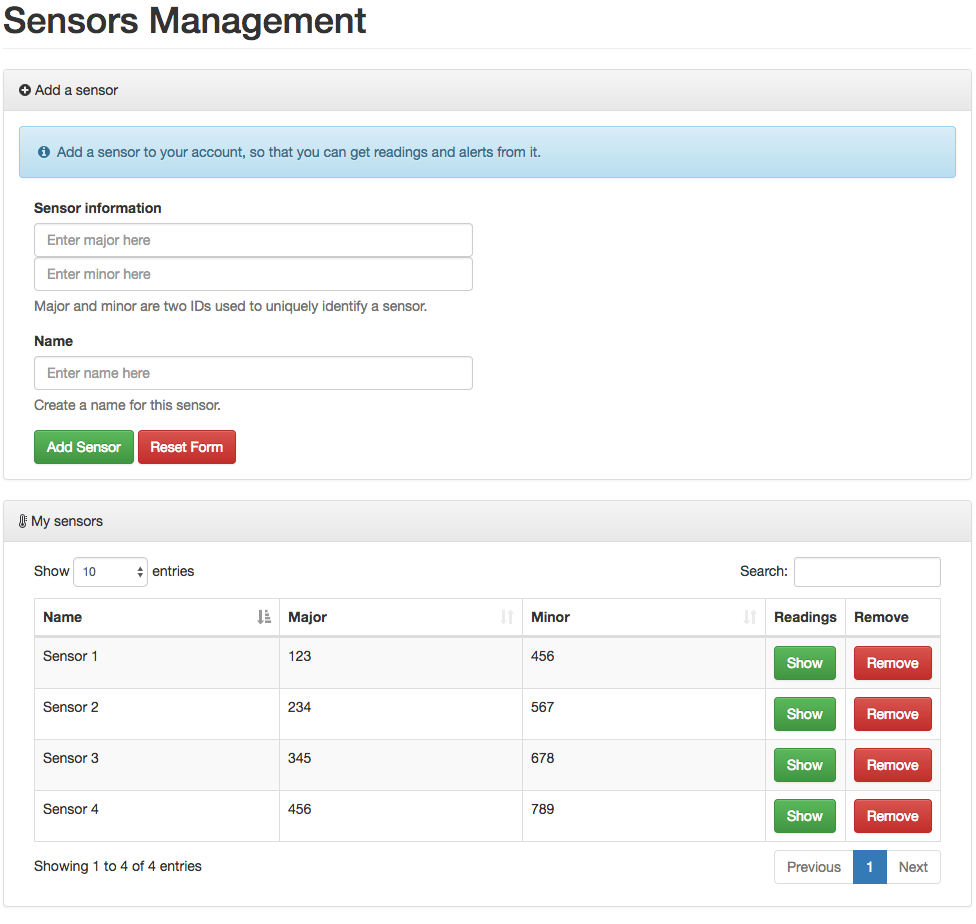 Sensors Management
Add a sensor
Add a sensor to your account, so that you can get readings and alerts from it.
Sensor information
Enter major here
Enter minor here
Major and minor are two IDs used to uniquely identify a sensor.
Name
Enter name here
Create a name for this sensor.
Add Sensor Reset Form
My sensors
Show 10 entries Search:
Name Major Minor Readings Remove
Sensor 1 123 456 Show Remove
Sensor 2 234 567 Show Remove
Sensor 3 345 678 Show Remove
Sensor 4 456 789 Show Remove
Showing 1 to 4 of 4 entries Previous 1 Next